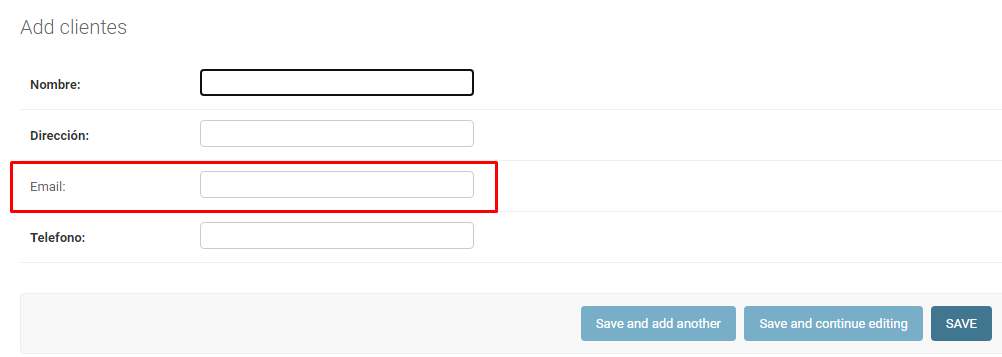 Add clientes
Nombre:
Dirección:
Email:
Telefono:
Save and add another
Save and continue editing
SAVE